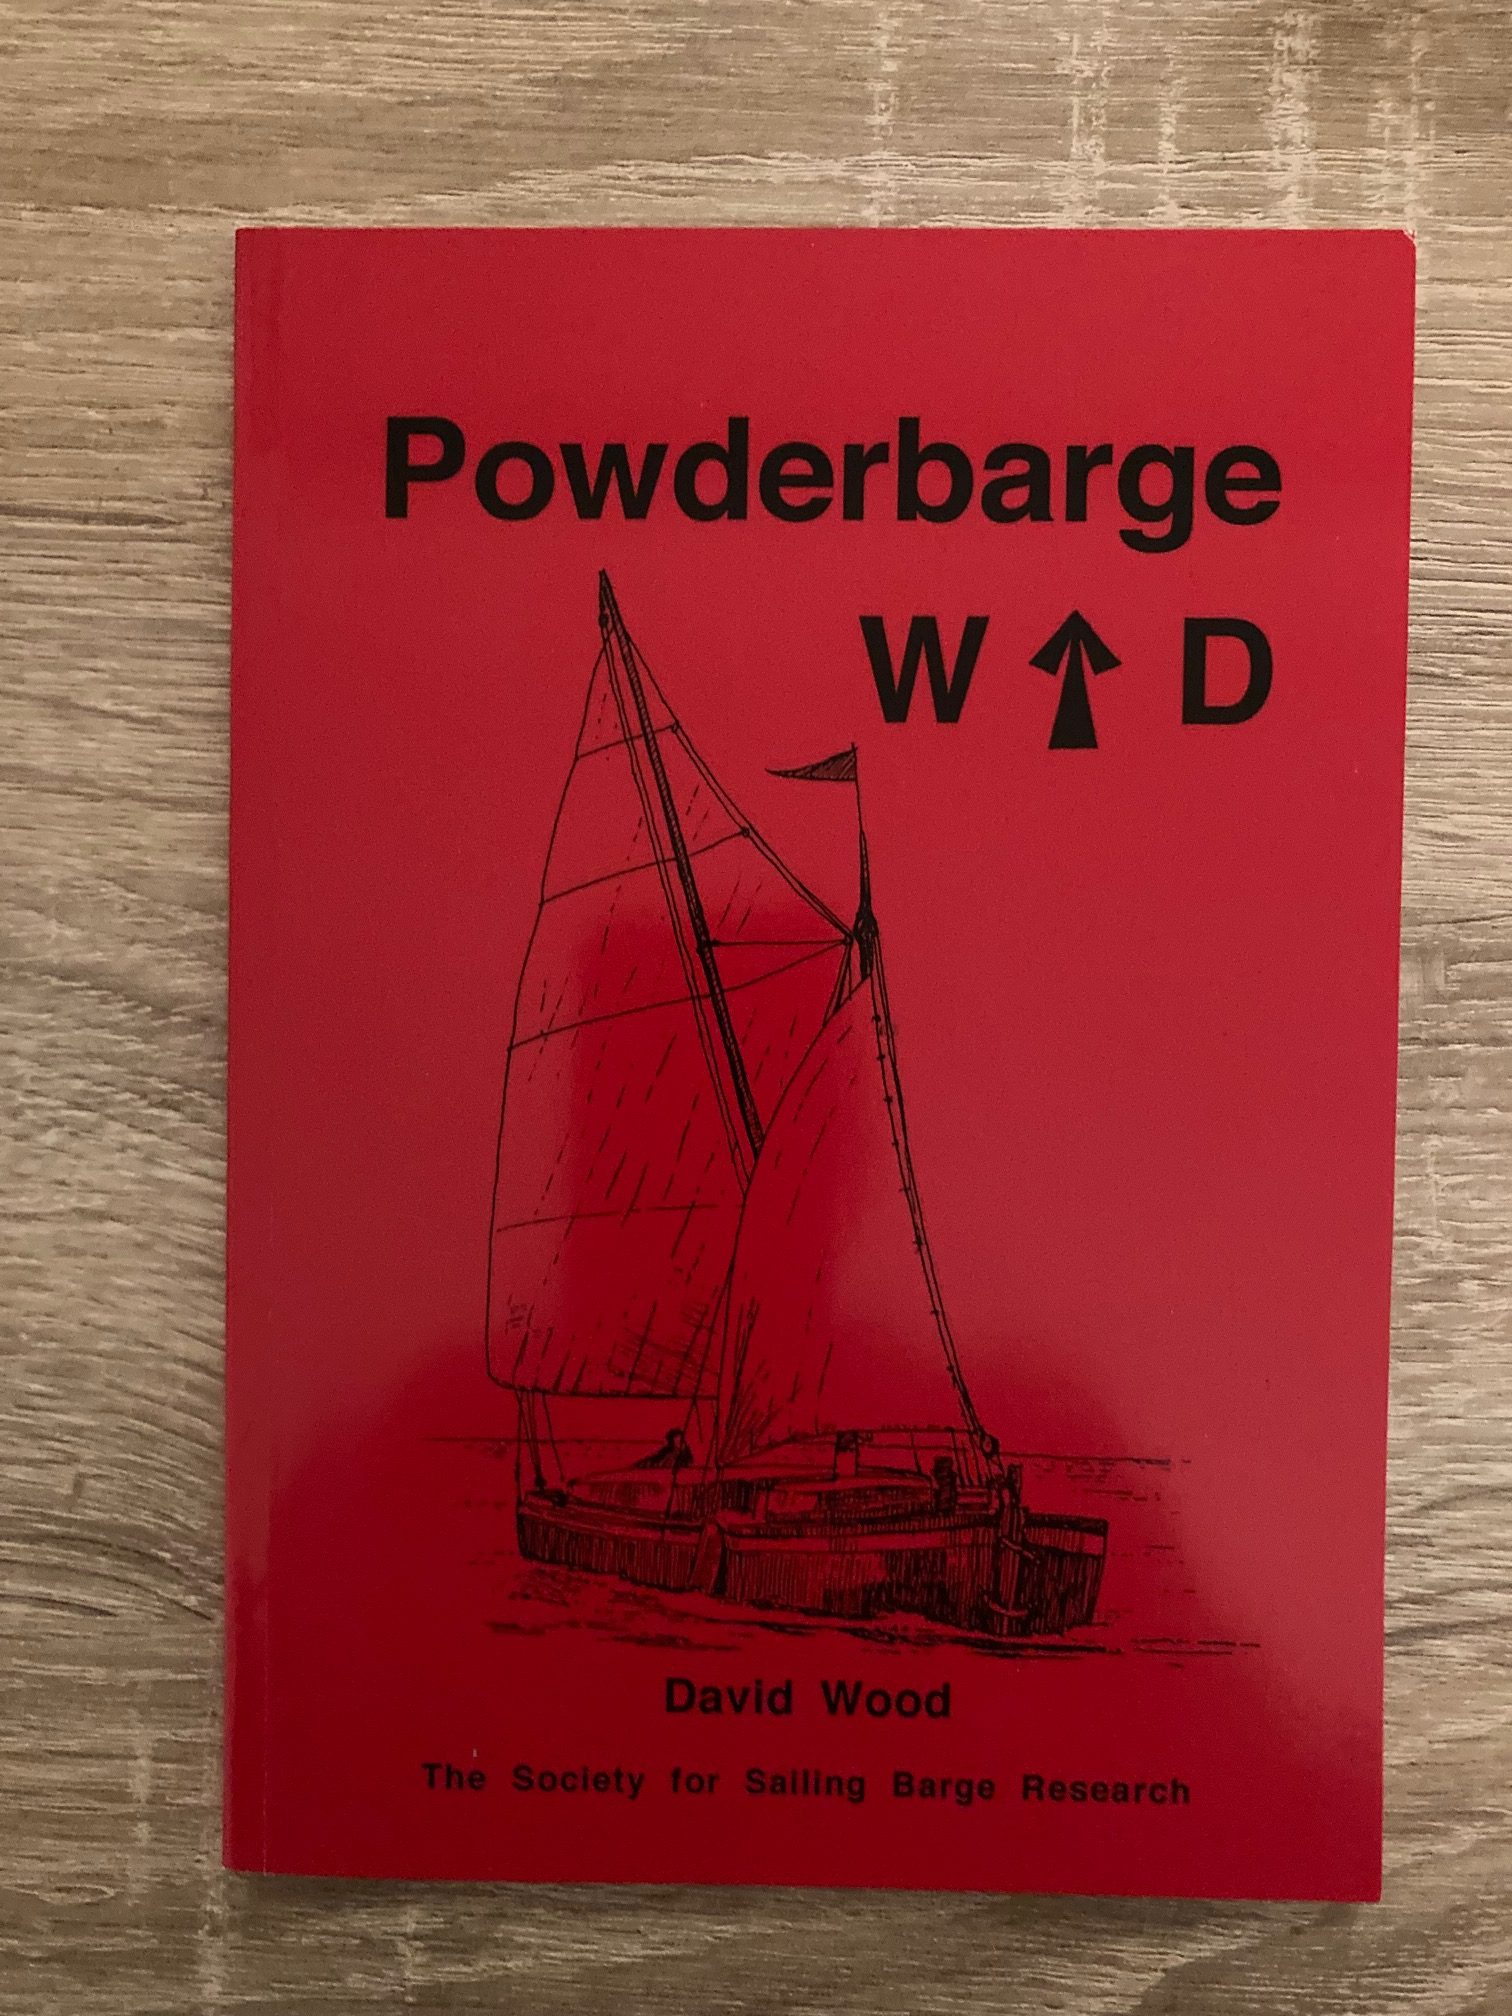 Powderbarge
W ↑ D
David Wood
The Society for Sailing Barge Research